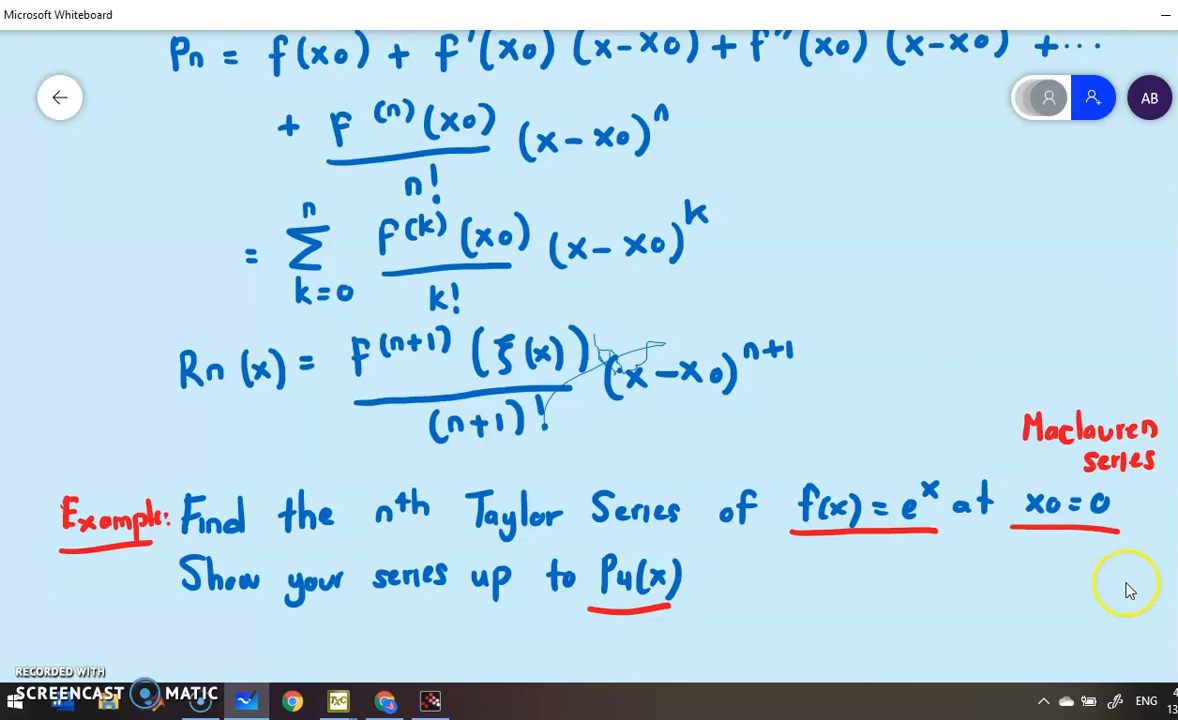 Microsoft Whiteboard
Pn = f(x0) + f'(x0) (x-x0) + f''(x0) (x-x0) + ...
AB
+ F^(n)(x0)/n! (x-x0)^n
= Σ_{k=0}^{n} F^(k)(x0)/k! (x-x0)^k
Rn(x) = F^(n+1)(ξ(x))/(n+1)! (x-x0)^n+1
Maclauren
series
Example: Find the nth Taylor Series of f(x) = e^x at x0=0
Show your series up to P4(x)
RECORDED WITH
SCREENCAST MATIC
ENG